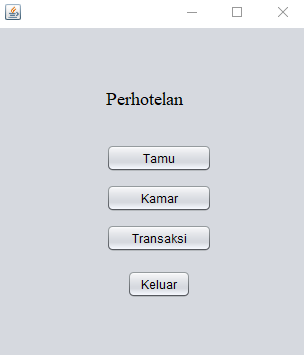 Perhotelan
Tamu
Kamar
Transaksi
Keluar